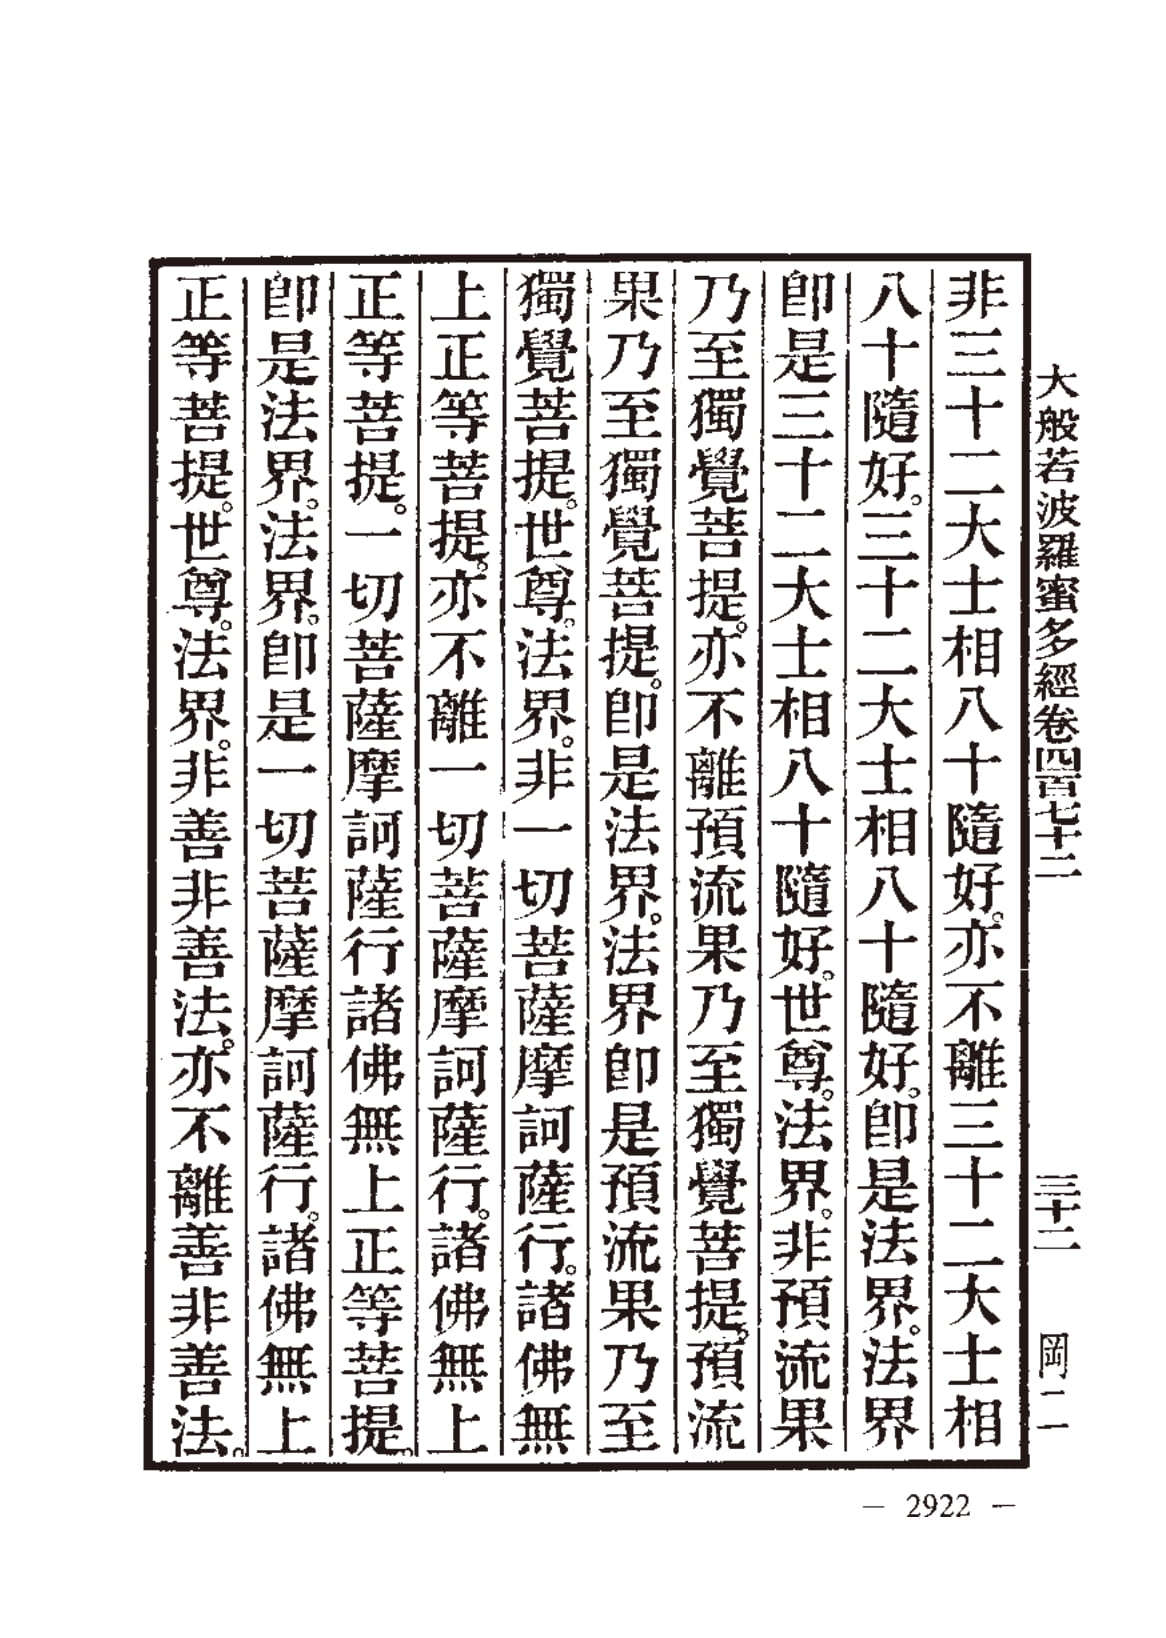 大般若波羅蜜多經卷四百七十二 三十二 岡二
非三十二大士相八十隨好。亦不離三十二大士相
八十隨好。三十二大士相八十隨好。卽是法界。法界
卽是三十二大士相八十隨好。世尊。法界。非預流果
乃至獨覺菩提。亦不離預流果乃至獨覺菩提。預流
果乃至獨覺菩提。卽是法界。法界卽是預流果乃至
獨覺菩提。世尊。法界。非一切菩薩摩訶薩行。諸佛無
上正等菩提。亦不離一切菩薩摩訶薩行。諸佛無上
正等菩提。一切菩薩摩訶薩行諸佛無上正等菩提。
卽是法界。法界。卽是一切菩薩摩訶薩行。諸佛無上
正等菩提。世尊。法界。非善非善法。亦不離善非善法。
— 2922 —